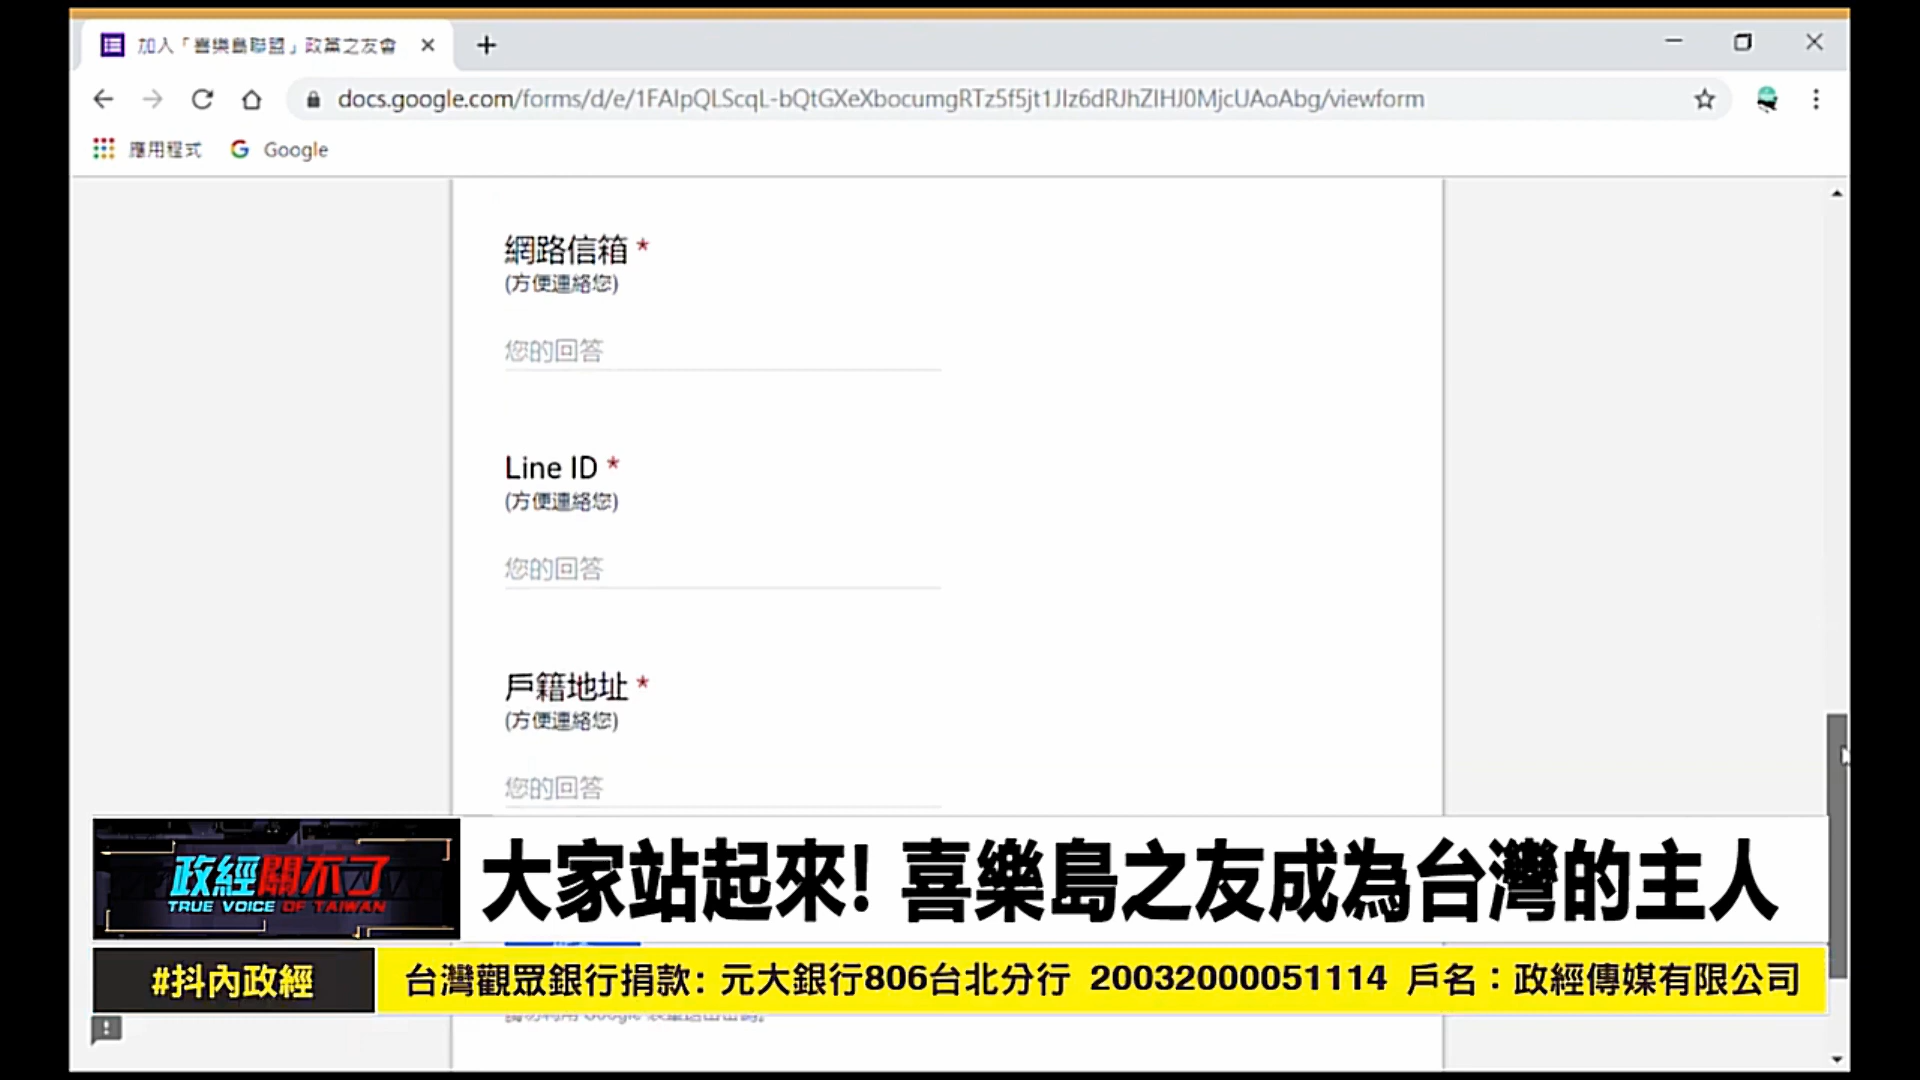 加入「喜樂島聯盟」政黨之友會
docs.google.com/forms/d/e/1FAIpQLScqL-bQtGXeXbocumgRTz5f5jt1JIz6dRJhZIHJ0MjcUAoAbg/viewform
應用程式 Google
網路信箱 *
(方便連絡您)
您的回答
Line ID *
(方便連絡您)
您的回答
戶籍地址 *
(方便連絡您)
您的回答
政經關不了
TRUE VOICE OF TAIWAN
大家站起來! 喜樂島之友成為台灣的主人
#抖內政經
台灣觀眾銀行捐款: 元大銀行806台北分行 20032000051114 戶名：政經傳媒有限公司